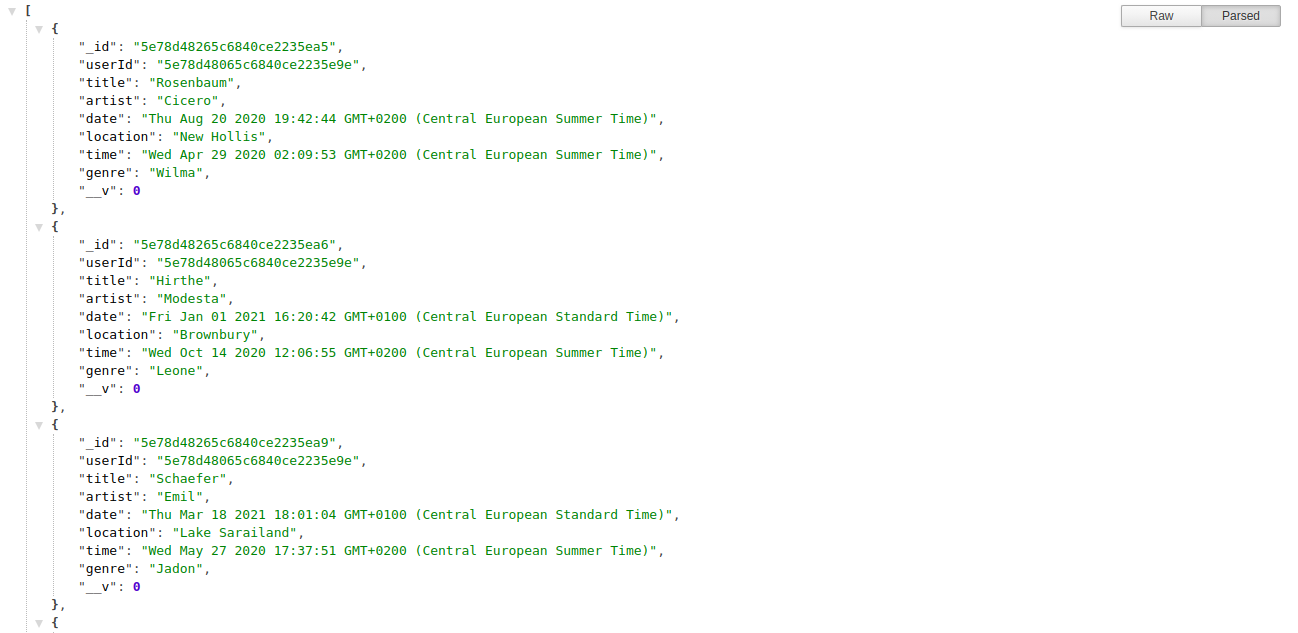 [
Raw Parsed
{
"_id": "5e78d48265c6840ce2235ea5",
"userId": "5e78d48065c6840ce2235e9e",
"title": "Rosenbaum",
"artist": "Cicero",
"date": "Thu Aug 20 2020 19:42:44 GMT+0200 (Central European Summer Time)",
"location": "New Hollis",
"time": "Wed Apr 29 2020 02:09:53 GMT+0200 (Central European Summer Time)",
"genre": "Wilma",
"__v": 0
},
{
"_id": "5e78d48265c6840ce2235ea6",
"userId": "5e78d48065c6840ce2235e9e",
"title": "Hirthe",
"artist": "Modesta",
"date": "Fri Jan 01 2021 16:20:42 GMT+0100 (Central European Standard Time)",
"location": "Brownbury",
"time": "Wed Oct 14 2020 12:06:55 GMT+0200 (Central European Summer Time)",
"genre": "Leone",
"__v": 0
},
{
"_id": "5e78d48265c6840ce2235ea9",
"userId": "5e78d48065c6840ce2235e9e",
"title": "Schaefer",
"artist": "Emil",
"date": "Thu Mar 18 2021 18:01:04 GMT+0100 (Central European Standard Time)",
"location": "Lake Sarailand",
"time": "Wed May 27 2020 17:37:51 GMT+0200 (Central European Summer Time)",
"genre": "Jadon",
"__v": 0
},
{